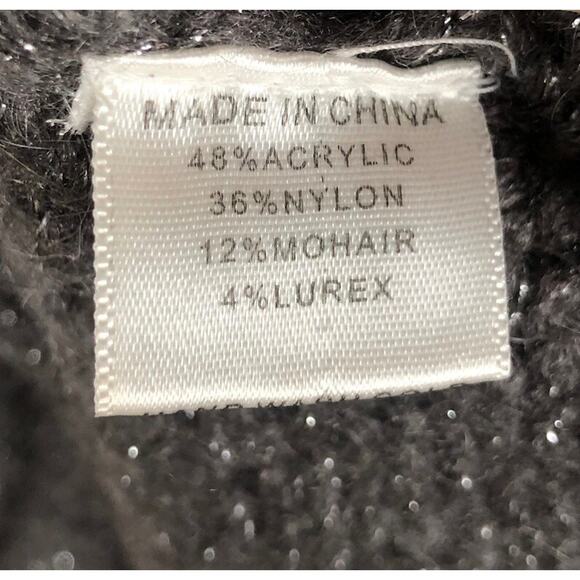 MADE IN CHINA
48%ACRYLIC
36%NYLON
12%MOHAIR
4%LUREX